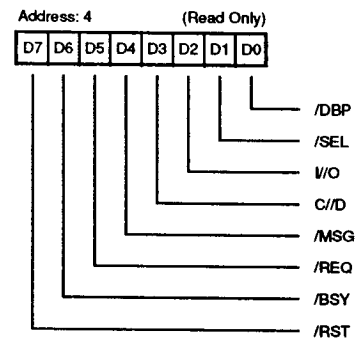 Address: 4 (Read Only)
D7 D6 D5 D4 D3 D2 D1 D0
/DBP
/SEL
I//O
C//D
/MSG
/REQ
/BSY
/RST